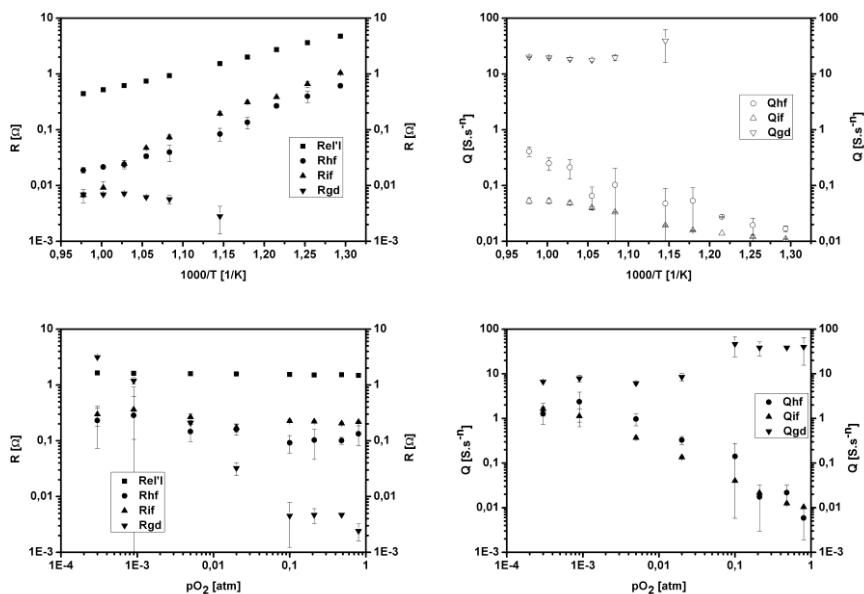 10
1
0,1
0,01
1E-3
R [Ω]
Rel'l
Rhf
Rif
Rgd
10
1
0,1
0,01
1E-3
R [Ω]
0,95 1,00 1,05 1,10 1,15 1,20 1,25 1,30
1000/T [1/K]
100
10
1
0,1
0,01
Q [S.s⁻ⁿ]
Qhf
Qif
Qgd
100
10
1
0,1
0,01
Q [S.s⁻ⁿ]
0,95 1,00 1,05 1,10 1,15 1,20 1,25 1,30
1000/T [1/K]
10
1
0,1
0,01
1E-3
R [Ω]
Rel'l
Rhf
Rif
Rgd
10
1
0,1
0,01
1E-3
R [Ω]
1E-4 1E-3 0,01 0,1 1
pO₂ [atm]
100
10
1
0,1
0,01
1E-3
Q [S.s⁻ⁿ]
Qhf
Qif
Qgd
100
10
1
0,1
0,01
1E-3
Q [S.s⁻ⁿ]
1E-4 1E-3 0,01 0,1 1
pO₂ [atm]